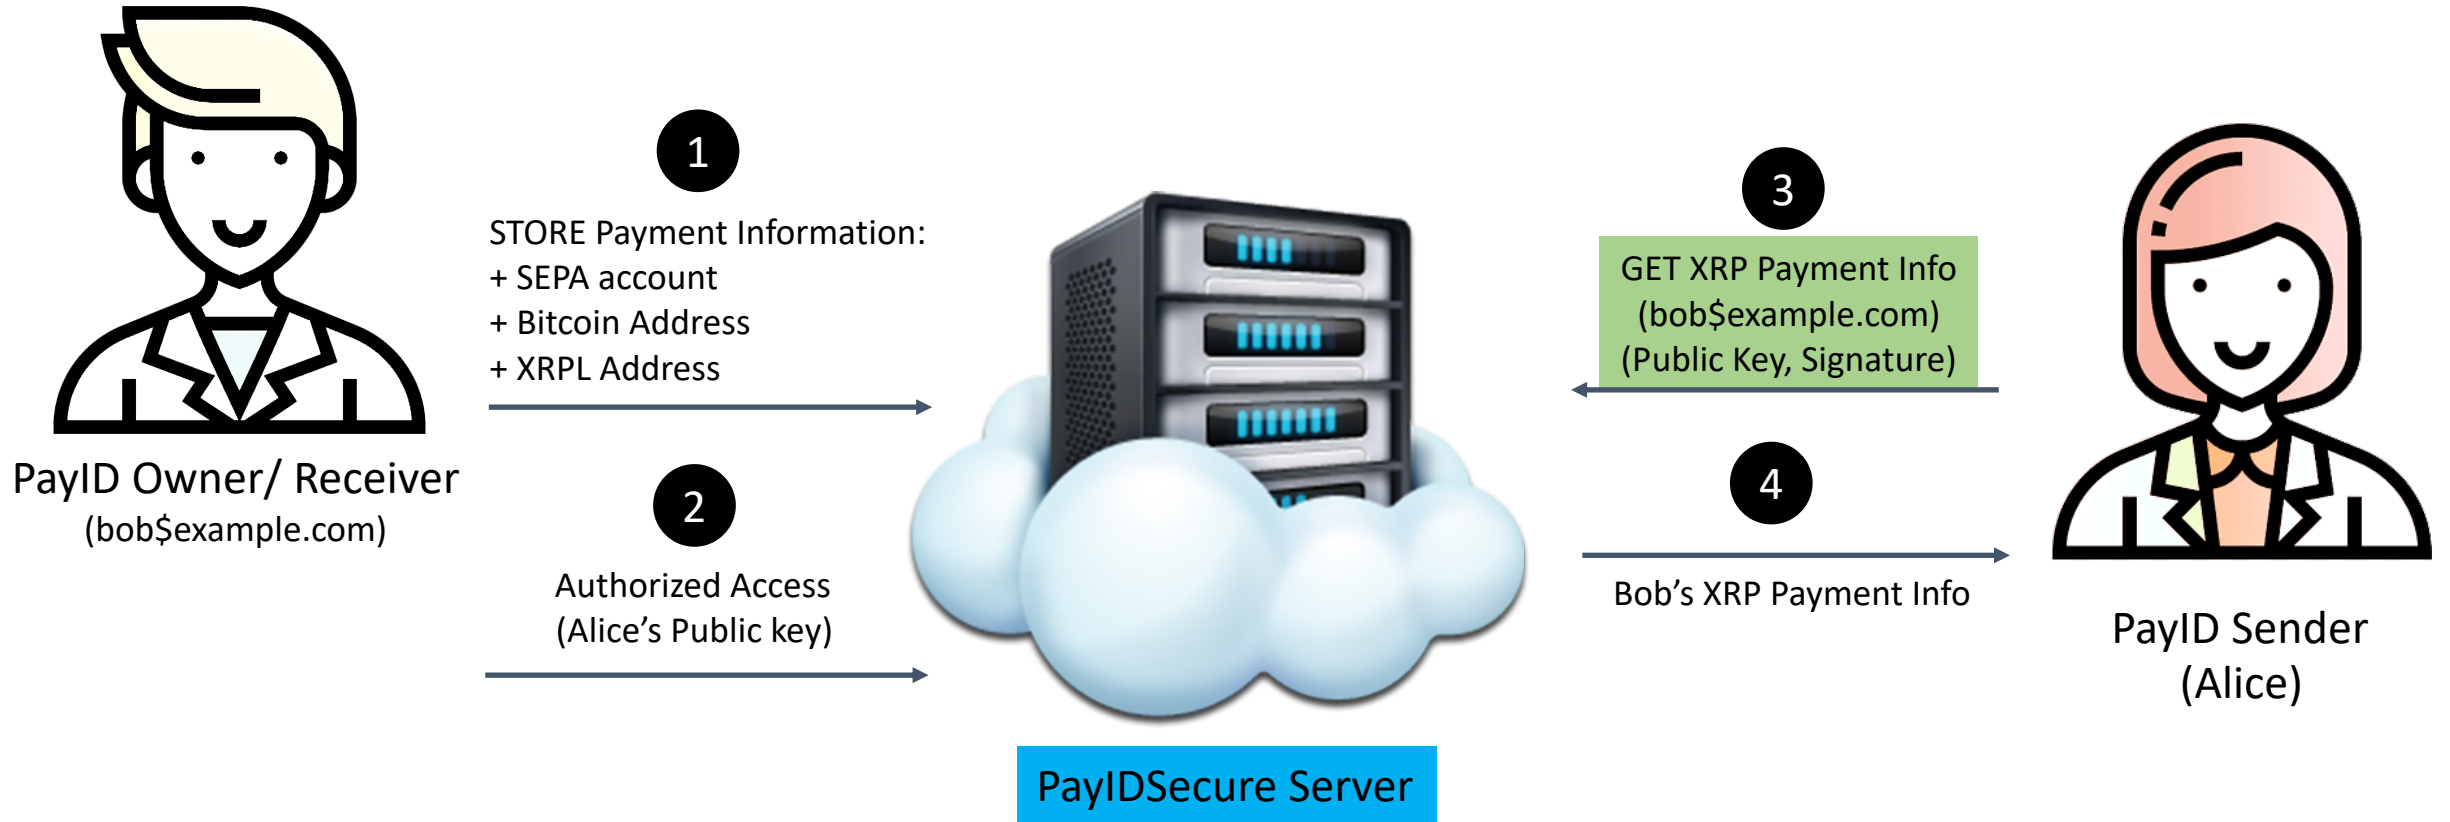 1
STORE Payment Information:
+ SEPA account
+ Bitcoin Address
+ XRPL Address
PayID Owner/ Receiver
(bob$example.com)
2
Authorized Access
(Alice’s Public key)
3
GET XRP Payment Info
(bob$example.com)
(Public Key, Signature)
4
Bob’s XRP Payment Info
PayID Sender
(Alice)
PayIDSecure Server